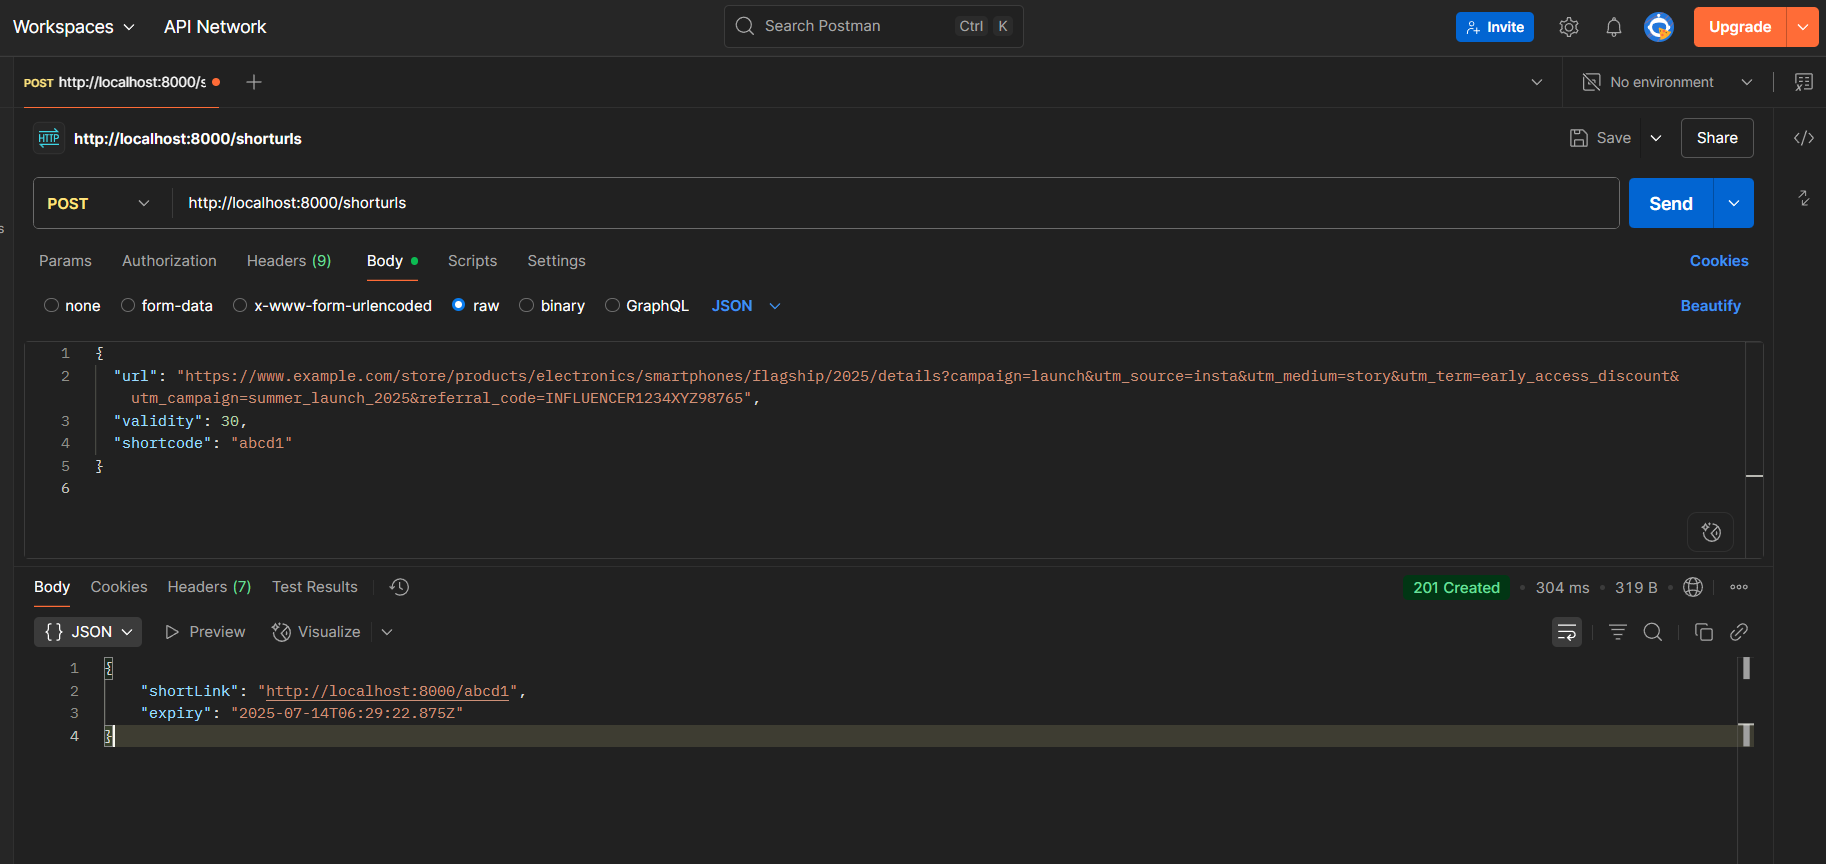 Workspaces API Network Search Postman Ctrl K Invite Upgrade
POST http://localhost:8000/s No environment
HTTP http://localhost:8000/shorturls Save Share
POST http://localhost:8000/shorturls Send
s
Params Authorization Headers (9) Body Scripts Settings Cookies
none form-data x-www-form-urlencoded raw binary GraphQL JSON Beautify
1 {
2 "url": "https://www.example.com/store/products/electronics/smartphones/flagship/2025/details?campaign=launch&utm_source=insta&utm_medium=story&utm_term=early_access_discount&
utm_campaign=summer_launch_2025&referral_code=INFLUENCER1234XYZ98765",
3 "validity": 30,
4 "shortcode": "abcd1"
5 }
6
Body Cookies Headers (7) Test Results 201 Created 304 ms 319 B
{} JSON Preview Visualize
1 {
2 "shortLink": "http://localhost:8000/abcd1",
3 "expiry": "2025-07-14T06:29:22.875Z"
4 }